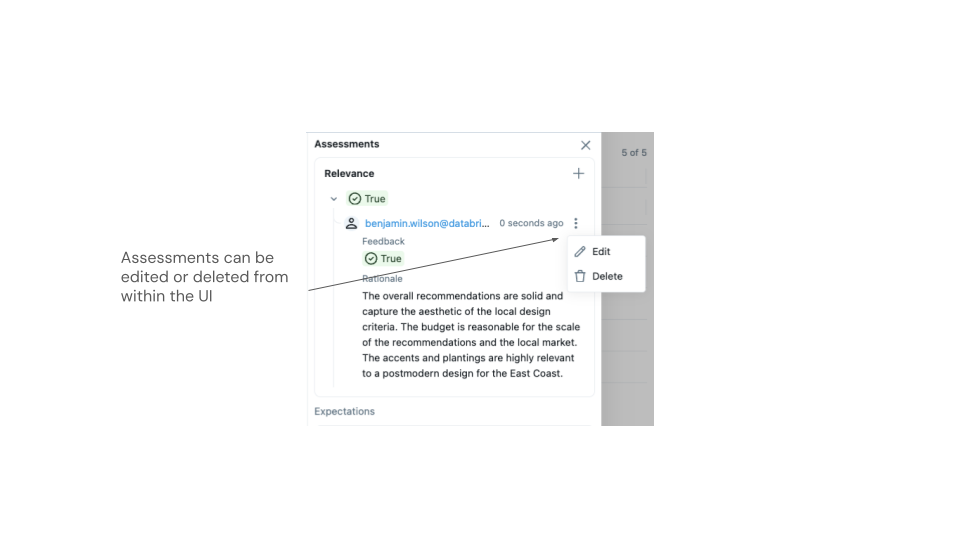 Assessments can be
edited or deleted from
within the UI
Assessments
Relevance
True
benjamin.wilson@databri... 0 seconds ago
Feedback
True
Rationale
The overall recommendations are solid and
capture the aesthetic of the local design
criteria. The budget is reasonable for the scale
of the recommendations and the local market.
The accents and plantings are highly relevant
to a postmodern design for the East Coast.
Expectations
5 of 5
Edit
Delete